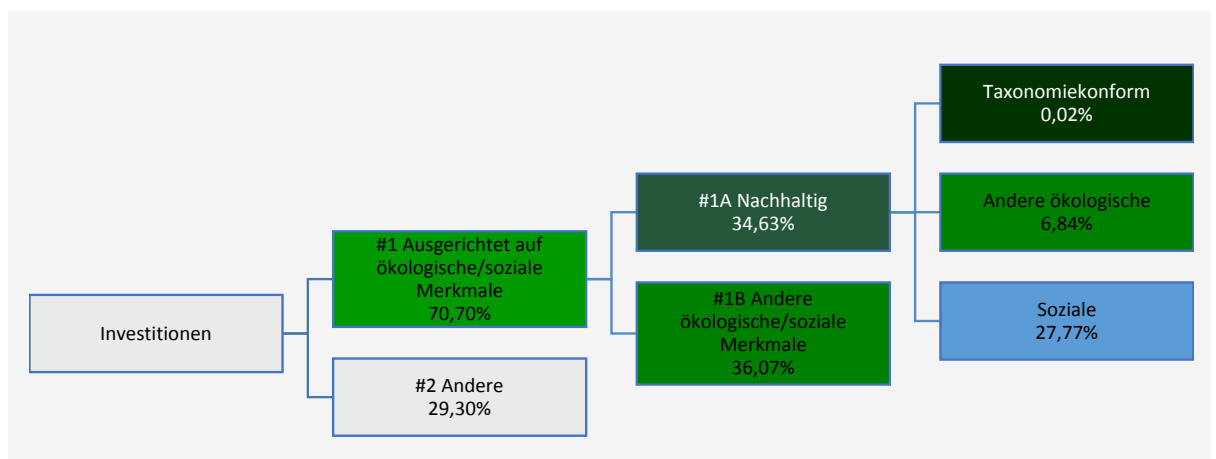 Investitionen
#1 Ausgerichtet auf
ökologische/soziale
Merkmale
70,70%
#2 Andere
29,30%
#1A Nachhaltig
34,63%
#1B Andere
ökologische/soziale
Merkmale
36,07%
Taxonomiekonform
0,02%
Andere ökologische
6,84%
Soziale
27,77%